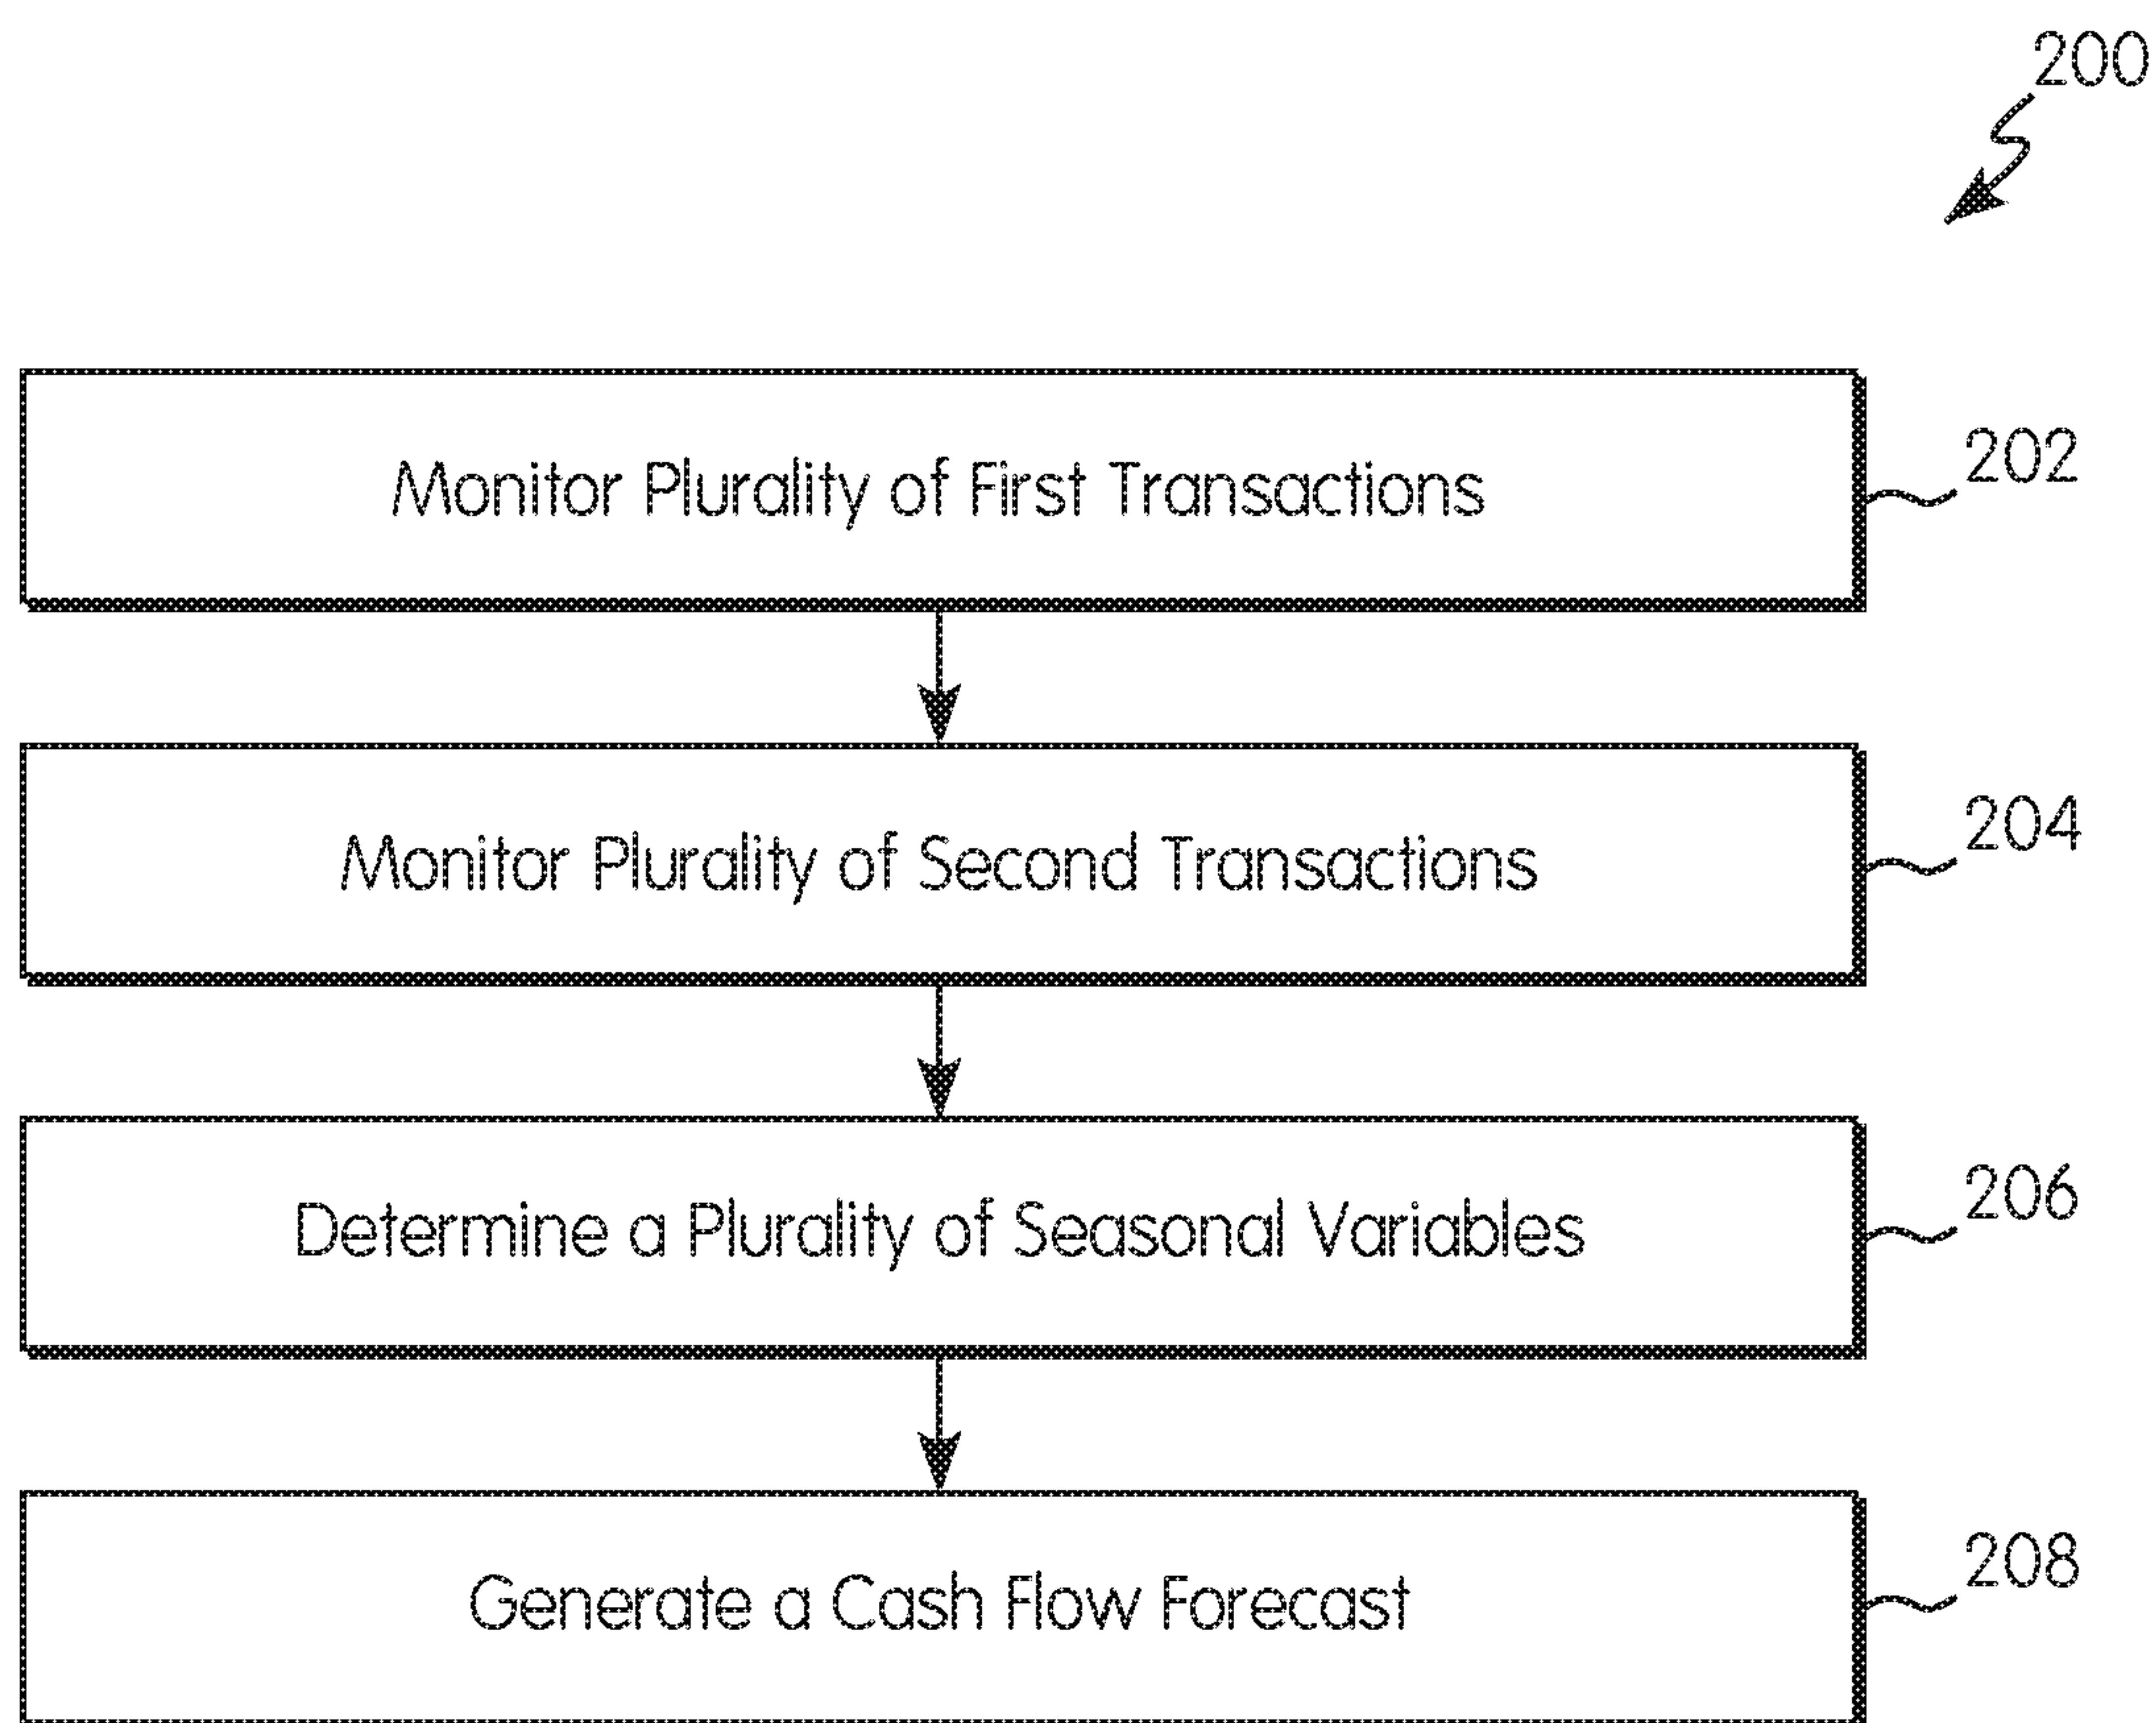 200
Monitor Plurality of First Transactions
202
Monitor Plurality of Second Transactions
204
Determine a Plurality of Seasonal Variables
206
Generate a Cash Flow Forecast
208